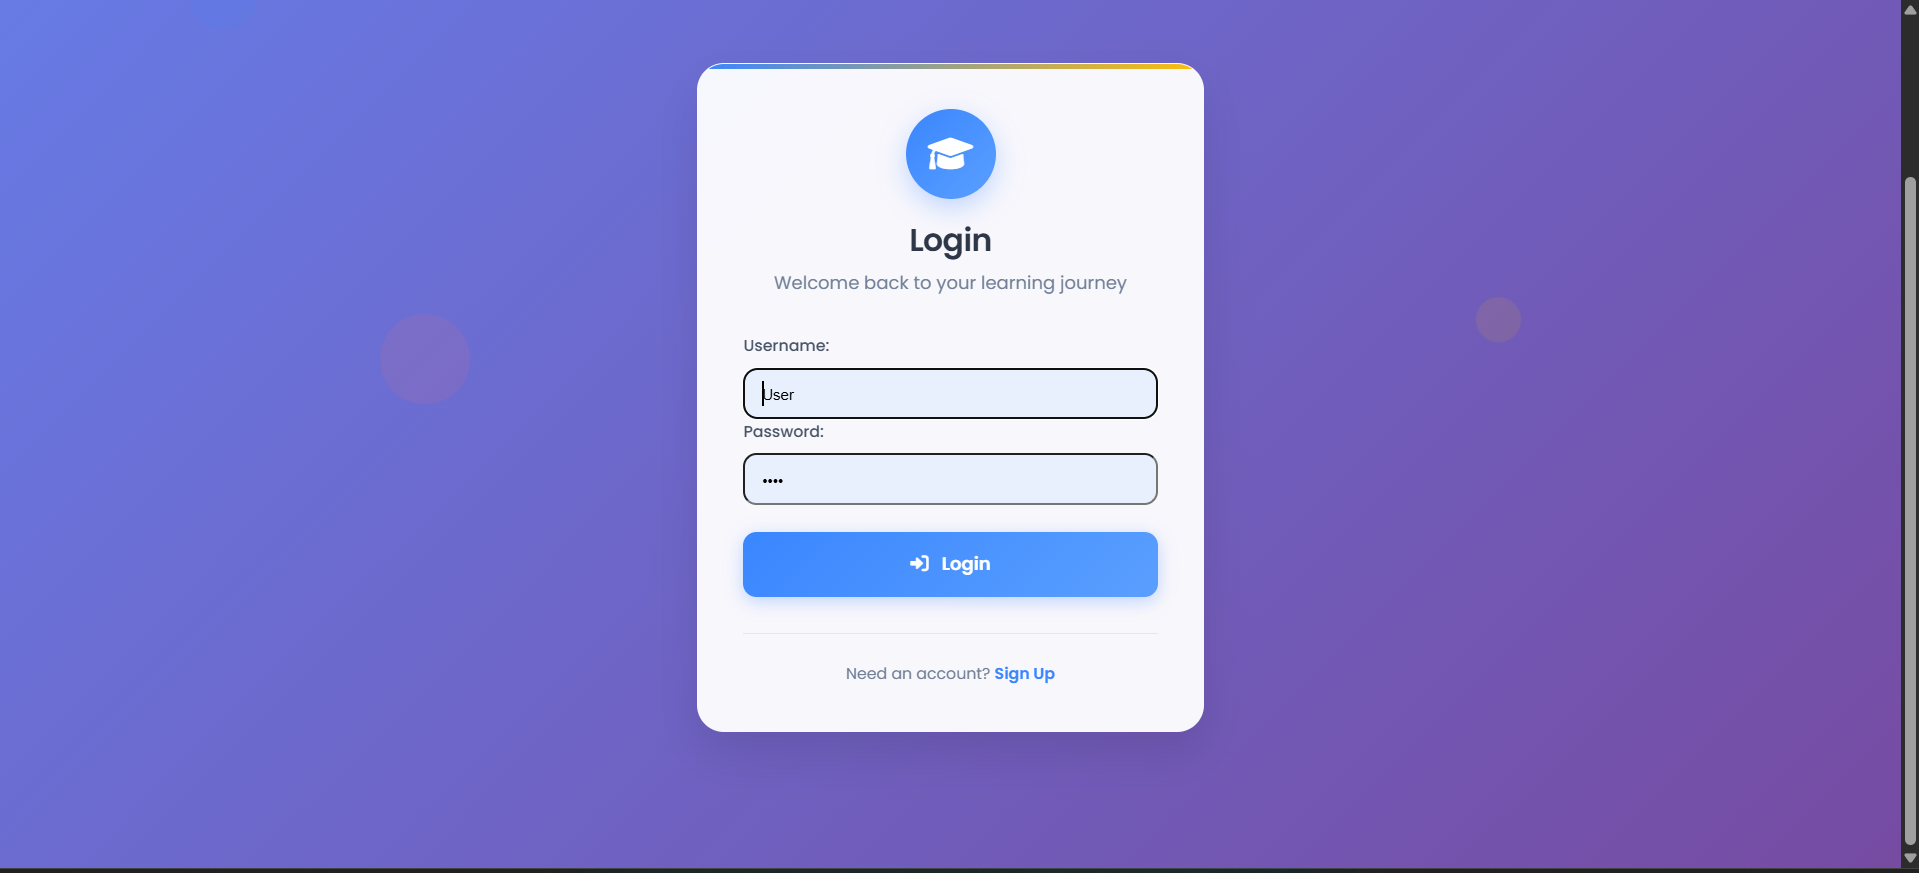 Login
Welcome back to your learning journey
Username:
User
Password:
••••
Login
Need an account? Sign Up